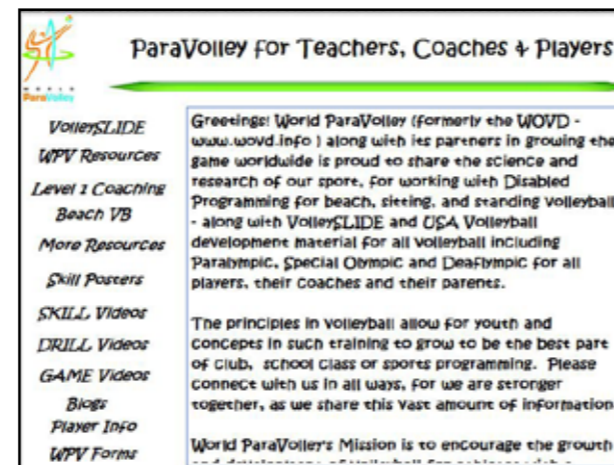 ParaVolley for Teachers, Coaches & Players
WORLD
ParaVolley
VolleySLIDE
WPV Resources
Level 1 Coaching
Beach VB
More Resources
Skill Posters
SKILL Videos
DRILL Videos
GAME Videos
Blogs
Player Info
WPV Forms
Greetings! World ParaVolley (formerly the WOVD -
www.wovd.info ) along with its partners in growing the
game worldwide is proud to share the science and
research of our sport, for working with Disabled
Programming for beach, sitting, and standing volleyball
- along with VolleySLIDE and USA Volleyball
development material for all volleyball including
Paralympic, Special Olympic and Deaflympic for all
players, their coaches and their parents.
The principles in volleyball allow for youth and
concepts in such training to grow to be the best part
of club, school class or sports programming. Please
connect with us in all ways, for we are stronger
together, as we share this vast amount of information
World ParaVolley's Mission is to encourage the growth